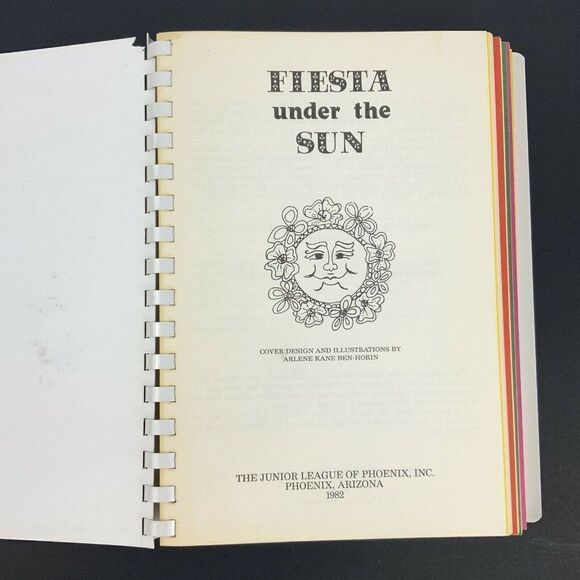 FIESTA
under the
SUN
COVER DESIGN AND ILLUSTRATIONS BY
ARLENE KANE BEN-HORIN
THE JUNIOR LEAGUE OF PHOENIX, INC.
PHOENIX, ARIZONA
1982